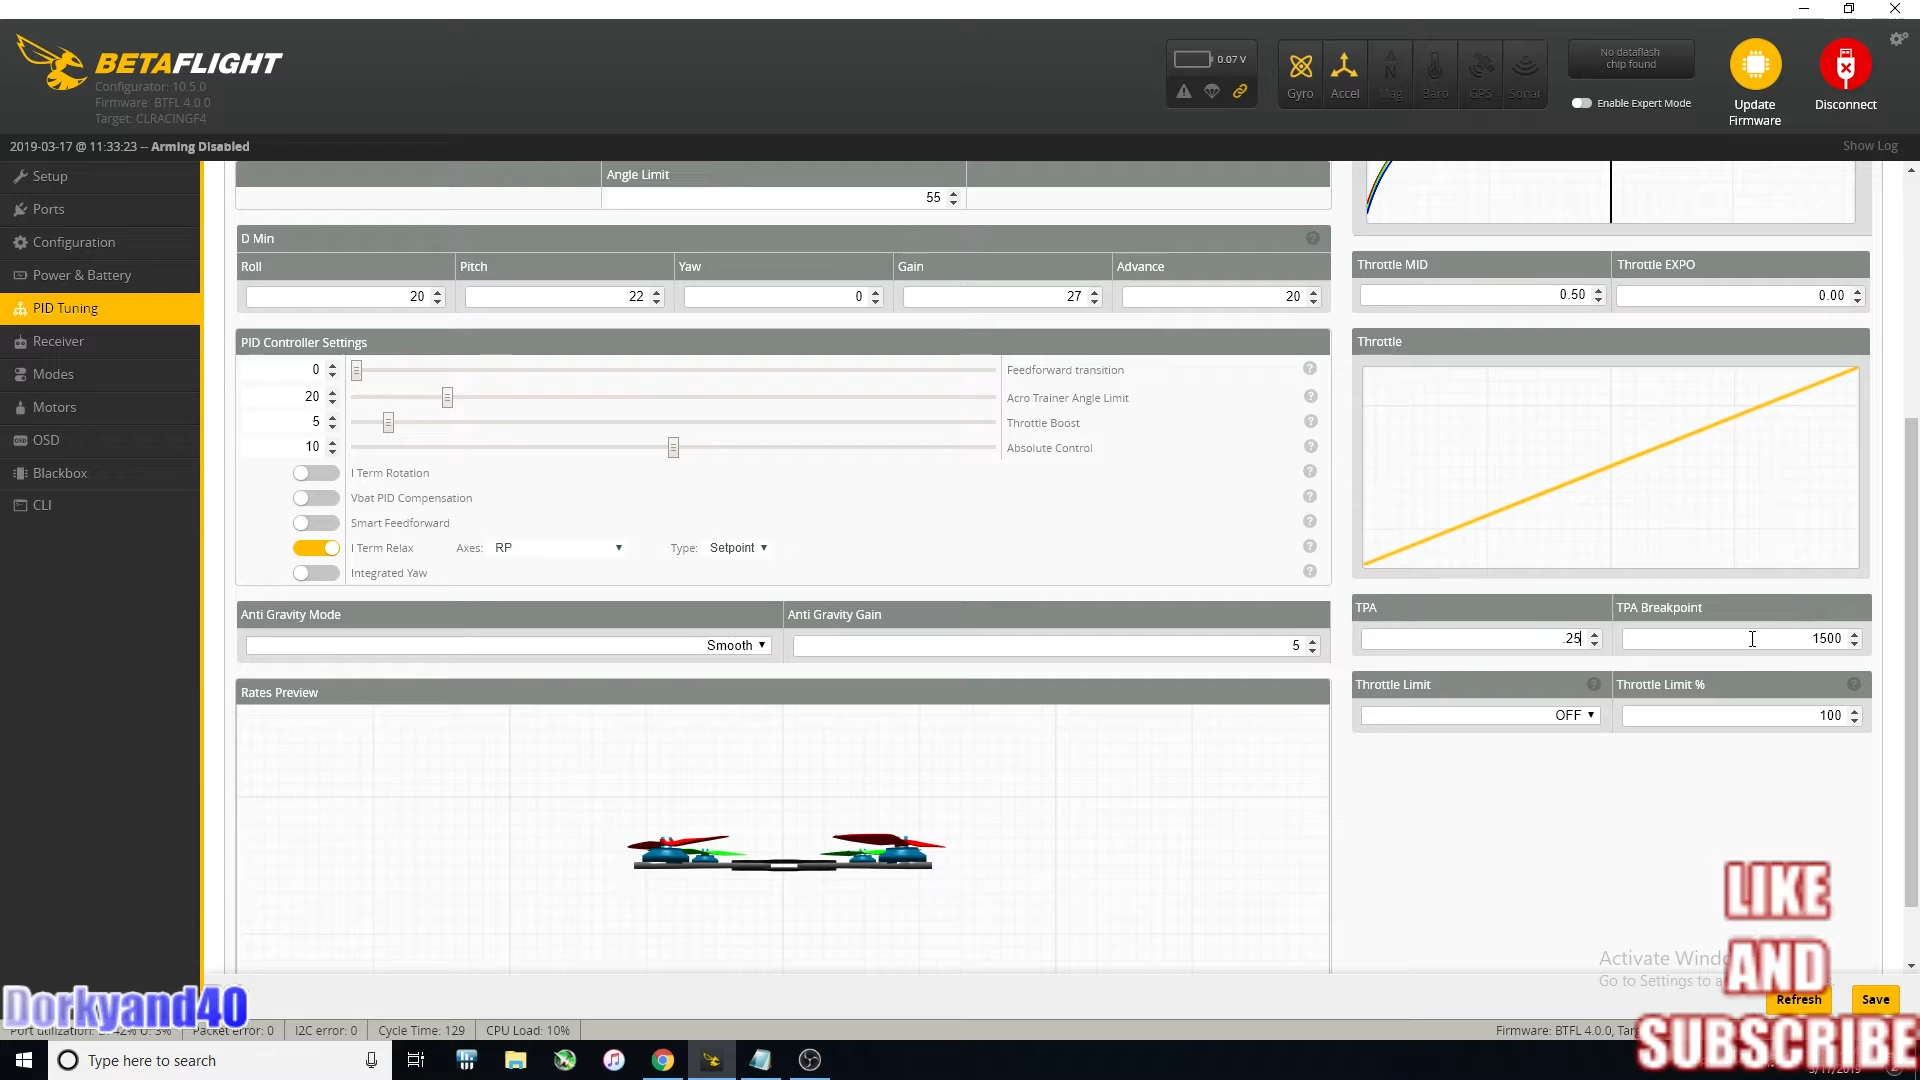 BETAFLIGHT
Configurator: 10.5.0
Firmware: BTFL 4.0.0
Target: CLRACINGF4
0.07 V
Gyro
Accel
Mag
Baro
GPS
Sonar
No dataflash
chip found
Enable Expert Mode
Update
Firmware
Disconnect
2019-03-17 @ 11:33:23 -- Arming Disabled
Show Log
Setup
Ports
Configuration
Power & Battery
PID Tuning
Receiver
Modes
Motors
OSD
Blackbox
CLI
Angle Limit
55
D Min
Roll Pitch Yaw Gain Advance
20 22 0 27 20
PID Controller Settings
0 Feedforward transition
20 Acro Trainer Angle Limit
5 Throttle Boost
10 Absolute Control
I Term Rotation
Vbat PID Compensation
Smart Feedforward
I Term Relax Axes: RP Type: Setpoint
Integrated Yaw
Anti Gravity Mode Anti Gravity Gain
Smooth 5
Rates Preview
Throttle MID Throttle EXPO
0.50 0.00
Throttle
TPA TPA Breakpoint
.25 1500
Throttle Limit Throttle Limit %
OFF 100
LIKE
AND
SUBSCRIBE
Activate
Go to Settings to
Refresh Save
Dorkyand40
Port utilization: Packet error: 0 I2C error: 0 Cycle Time: 129 CPU Load: 10%
Firmware: BTFL 4.0.0,
Type here to search